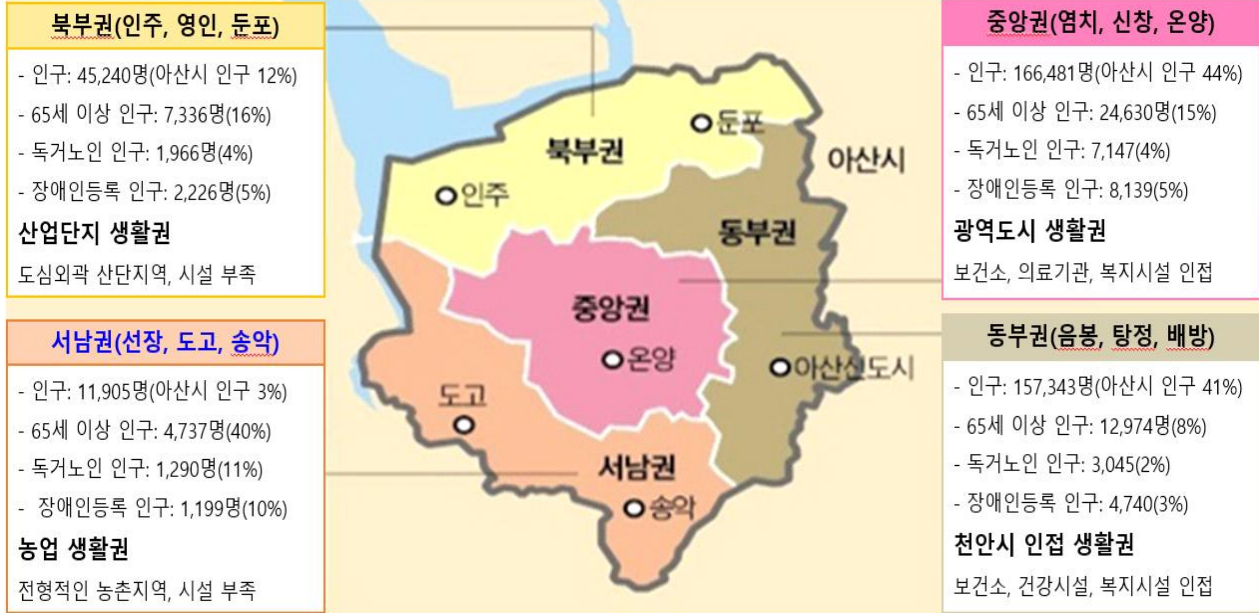 북부권(인주, 영인, 둔포)
- 인구: 45,240명(아산시 인구 12%)
- 65세 이상 인구: 7,336명(16%)
- 독거노인 인구: 1,966명(4%)
- 장애인등록 인구: 2,226명(5%)
산업단지 생활권
도심외곽 산단지역, 시설 부족
서남권(선장, 도고, 송악)
- 인구: 11,905명(아산시 인구 3%)
- 65세 이상 인구: 4,737명(40%)
- 독거노인 인구: 1,290명(11%)
- 장애인등록 인구: 1,199명(10%)
농업 생활권
전형적인 농촌지역, 시설 부족
둔포
북부권
아산시
인주
동부권
중앙권
온양
아산신도시
도고
서남권
송악
중앙권(염치, 신창, 온양)
- 인구: 166,481명(아산시 인구 44%)
- 65세 이상 인구: 24,630명(15%)
- 독거노인 인구: 7,147(4%)
- 장애인등록 인구: 8,139(5%)
광역도시 생활권
보건소, 의료기관, 복지시설 인접
동부권(음봉, 탕정, 배방)
- 인구: 157,343명(아산시 인구 41%)
- 65세 이상 인구: 12,974명(8%)
- 독거노인 인구: 3,045(2%)
- 장애인등록 인구: 4,740(3%)
천안시 인접 생활권
보건소, 건강시설, 복지시설 인접